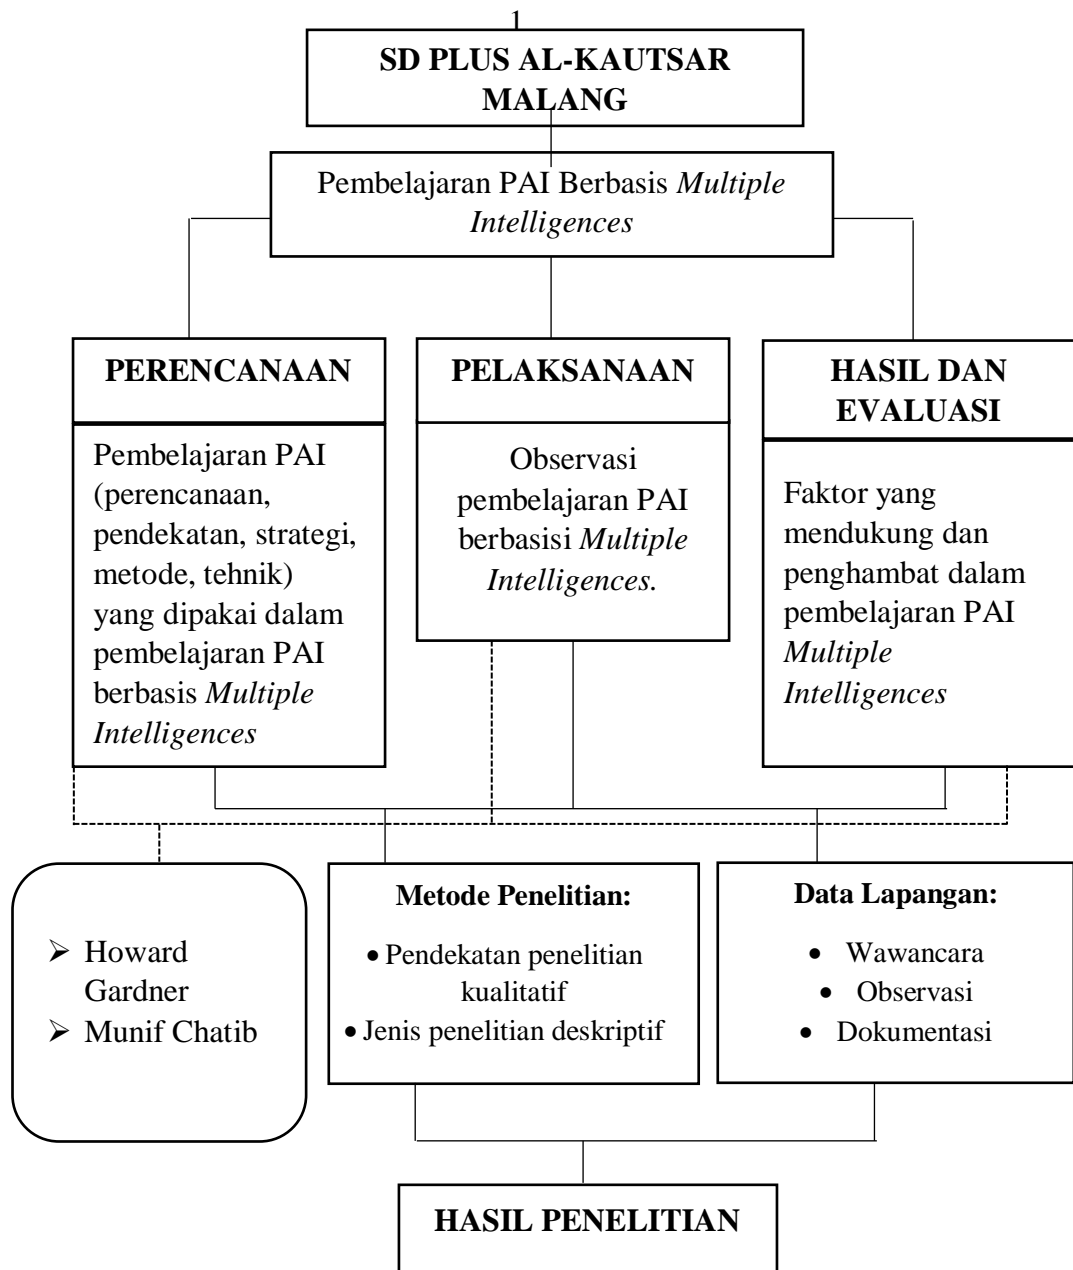 1
SD PLUS AL-KAUTSAR
MALANG
Pembelajaran PAI Berbasis Multiple
Intelligences
PERENCANAAN
Pembelajaran PAI
(perencanaan,
pendekatan, strategi,
metode, tehnik)
yang dipakai dalam
pembelajaran PAI
berbasis Multiple
Intelligences
PELAKSANAAN
Observasi
pembelajaran PAI
berbasisi Multiple
Intelligences.
HASIL DAN
EVALUASI
Faktor yang
mendukung dan
penghambat dalam
pembelajaran PAI
Multiple
Intelligences
➢ Howard
Gardner
➢ Munif Chatib
Metode Penelitian:
• Pendekatan penelitian
kualitatif
• Jenis penelitian deskriptif
Data Lapangan:
• Wawancara
• Observasi
• Dokumentasi
HASIL PENELITIAN